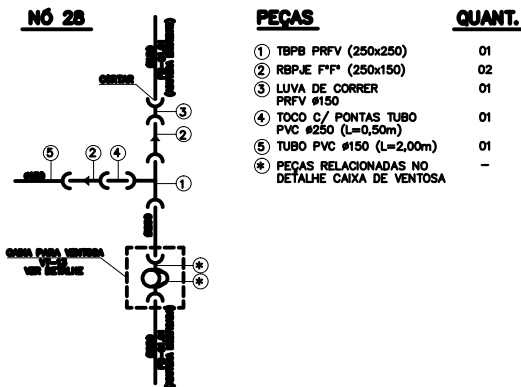 NÓ 28
PEÇAS QUANT.
1 TBPB PRFV (250x250) 01
2 RBPJE F°F° (250x150) 02
3 LUVA DE CORRER 01
PRFV ø150
4 TOCO C/ PONTAS TUBO 01
PVC ø250 (L=0,50m)
5 TUBO PVC ø150 (L=2,00m) 01
* PEÇAS RELACIONADAS NO -
DETALHE CAIXA DE VENTOSA
CORTAR
3
2
5 2 4
1
CAIXA PARA VENTOSA
VER DETALHE
*
*